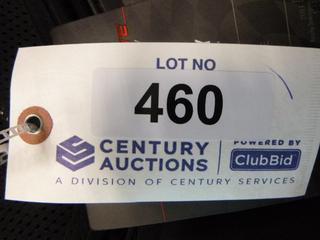 LOT NO
460
CENTURY AUCTIONS
POWERED BY
ClubBid
A DIVISION OF CENTURY SERVICES